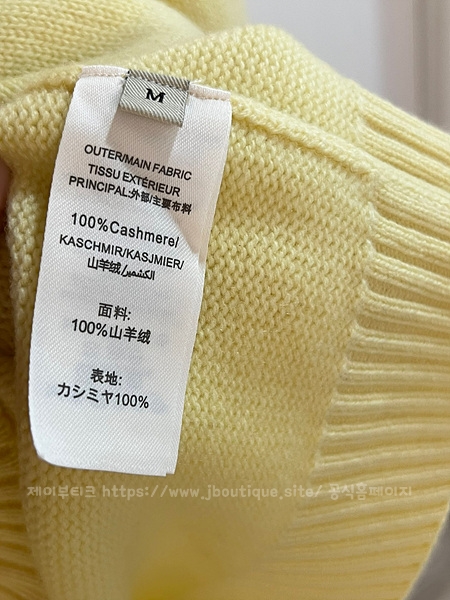 M
OUTER/MAIN FABRIC
TISSU EXTÉRIEUR
PRINCIPAL:外部/主要布料
100%Cashmere/
KASCHMIR/KASJMIER/
山羊绒/الكشمير/
面料:
100%山羊绒
表地:
カシミヤ100%
제이부티크 https://www.jboutique.site/ 공식홈페이지